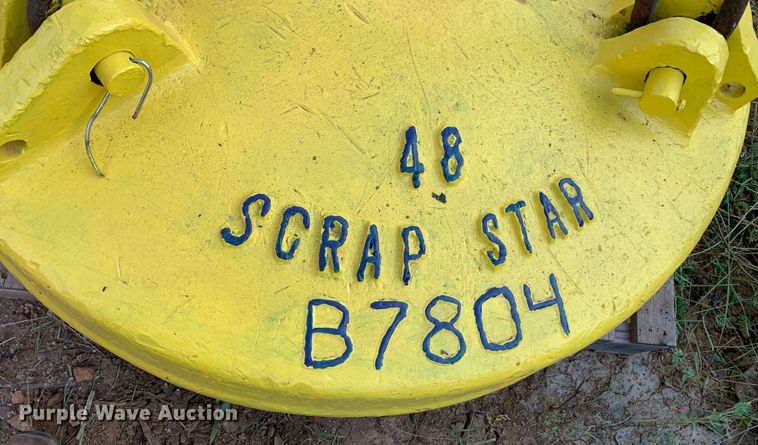 48
SCRAP STAR
B7804
Purple Wave Auction